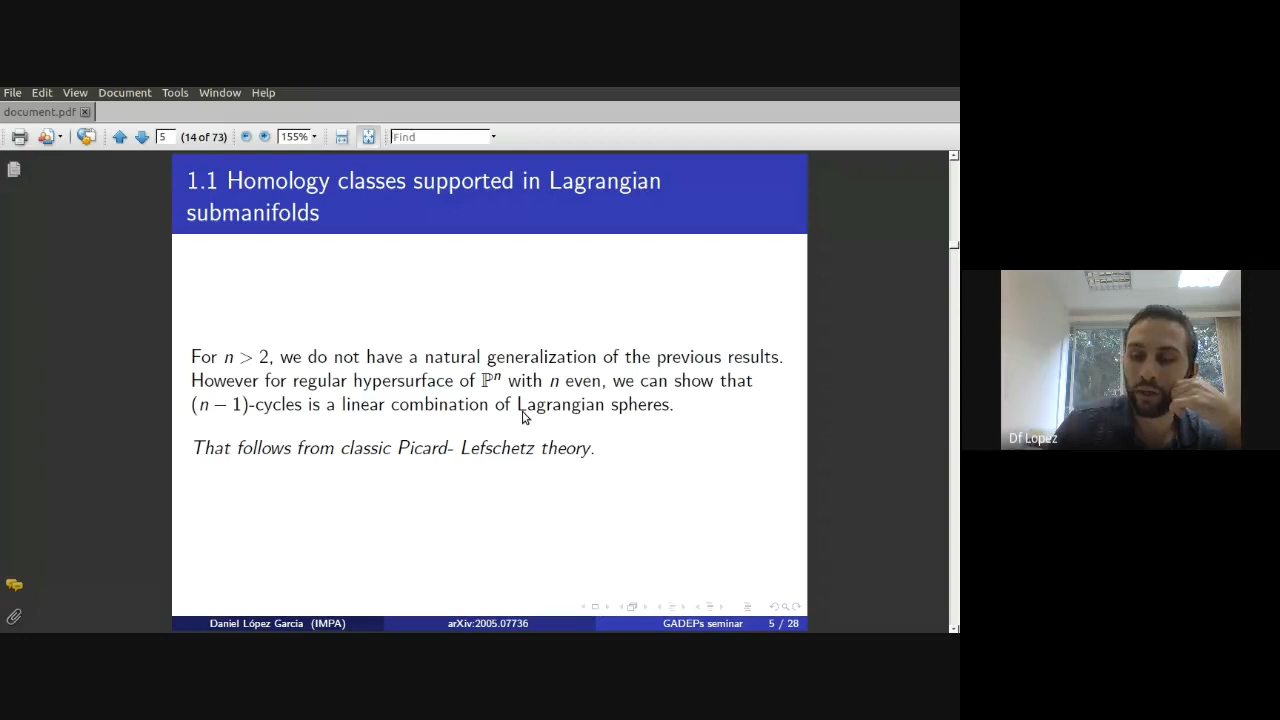 File Edit View Document Tools Window Help
document.pdf
5 (14 of 73) 155% Find
1.1 Homology classes supported in Lagrangian
submanifolds
For n > 2, we do not have a natural generalization of the previous results.
However for regular hypersurface of ℙⁿ with n even, we can show that
(n − 1)-cycles is a linear combination of Lagrangian spheres.
That follows from classic Picard- Lefschetz theory.
Df Lopez
Daniel López Garcia (IMPA) arXiv:2005.07736 GADEPs seminar 5 / 28